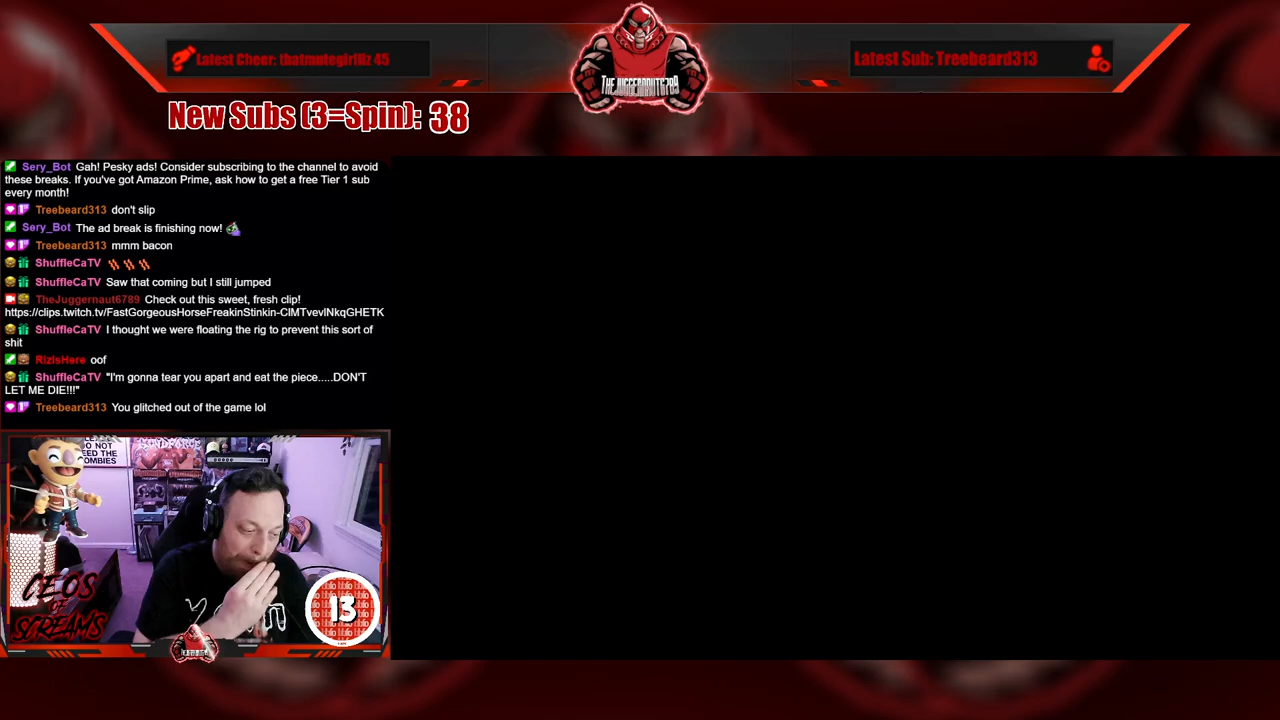 Latest Cheer: thatmutegirlliz 45
THEJUGGERNAUT6789
Latest Sub: Treebeard313
New Subs (3=Spin): 38
Sery_Bot Gah! Pesky ads! Consider subscribing to the channel to avoid
these breaks. If you've got Amazon Prime, ask how to get a free Tier 1 sub
every month!
Treebeard313 don't slip
Sery_Bot The ad break is finishing now!
Treebeard313 mmm bacon
ShuffleCaTV
ShuffleCaTV Saw that coming but I still jumped
TheJuggernaut6789 Check out this sweet, fresh clip!
https://clips.twitch.tv/FastGorgeousHorseFreakinStinkin-ClMTvevlNkqGHETK
ShuffleCaTV I thought we were floating the rig to prevent this sort of
shit
RizIsHere oof
ShuffleCaTV "I'm gonna tear you apart and eat the piece.....DON'T
LET ME DIE!!!"
Treebeard313 You glitched out of the game lol
DO NOT
FEED THE
ZOMBIES
CEOS
OF
SCREAMS
13